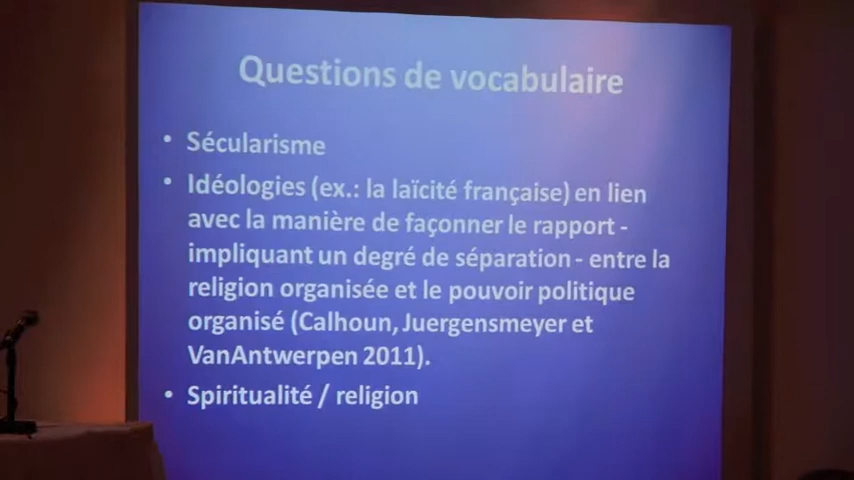 Questions de vocabulaire
• Sécularisme
• Idéologies (ex.: la laïcité française) en lien
avec la manière de façonner le rapport -
impliquant un degré de séparation - entre la
religion organisée et le pouvoir politique
organisé (Calhoun, Juergensmeyer et
VanAntwerpen 2011).
• Spiritualité / religion